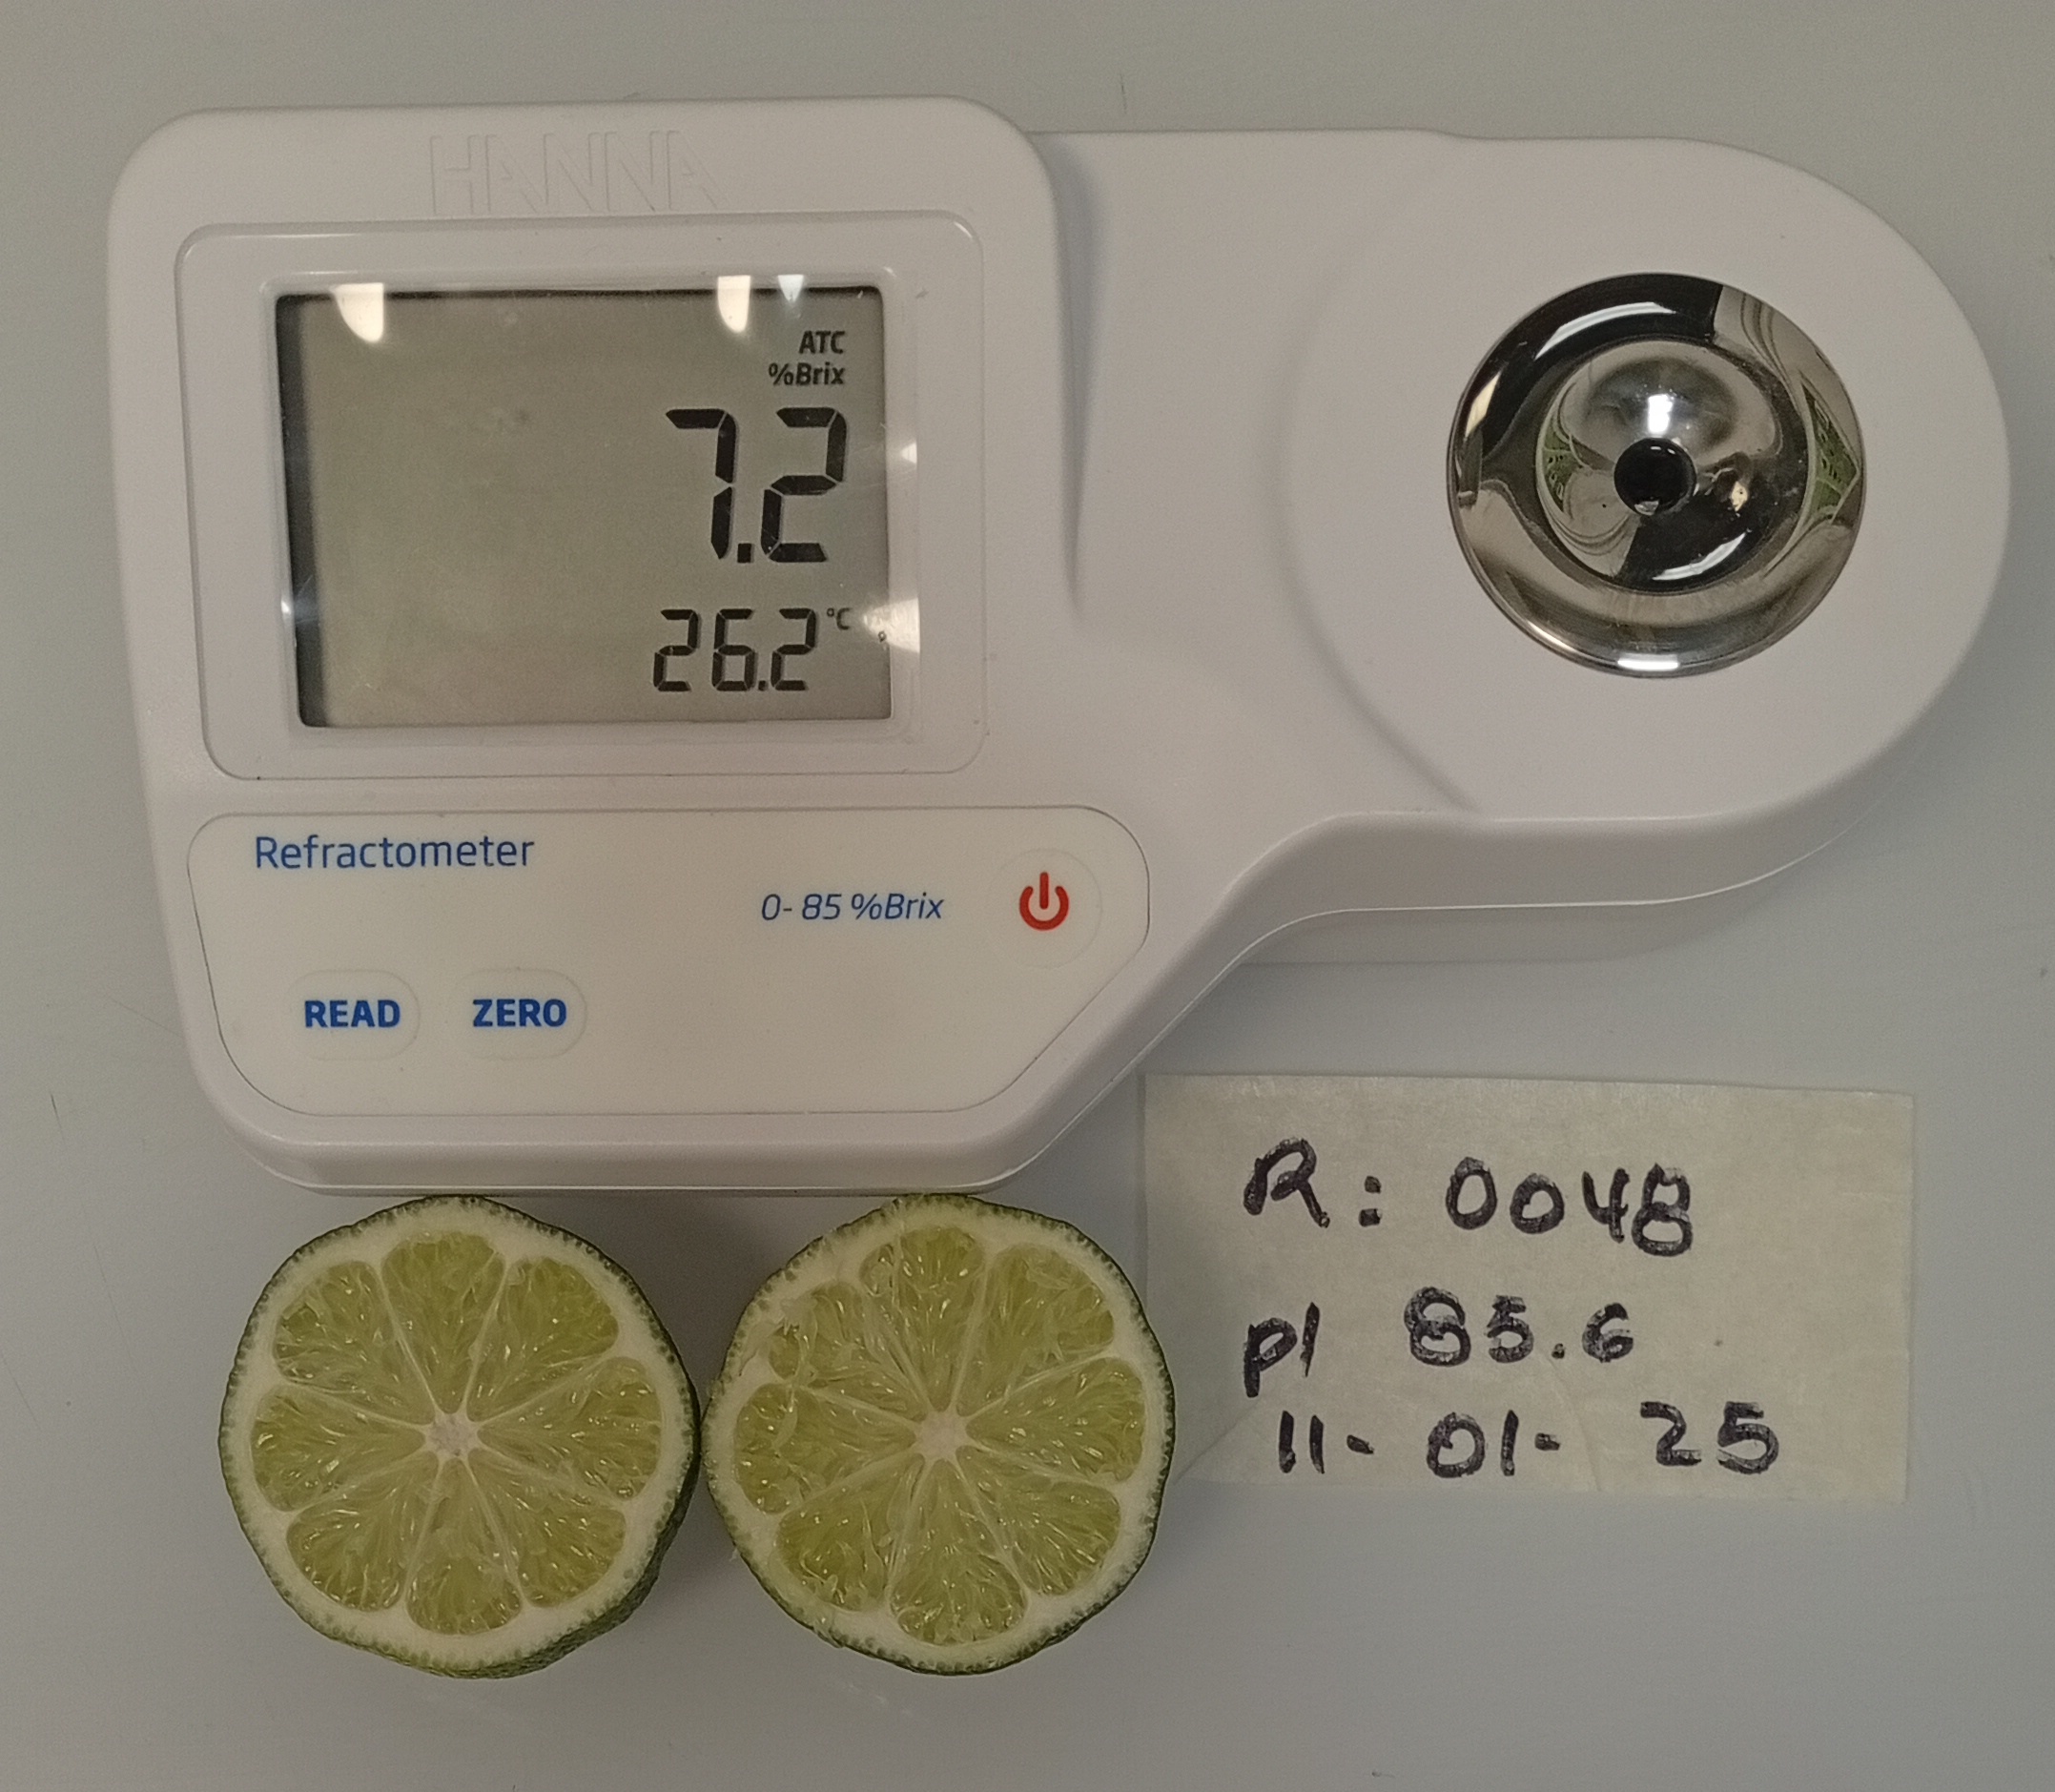 HANNA
ATC
%Brix
7.2
26.2 °C
Refractometer
0- 85 %Brix
READ ZERO
R: 0048
pl 85.6
11- 01- 25